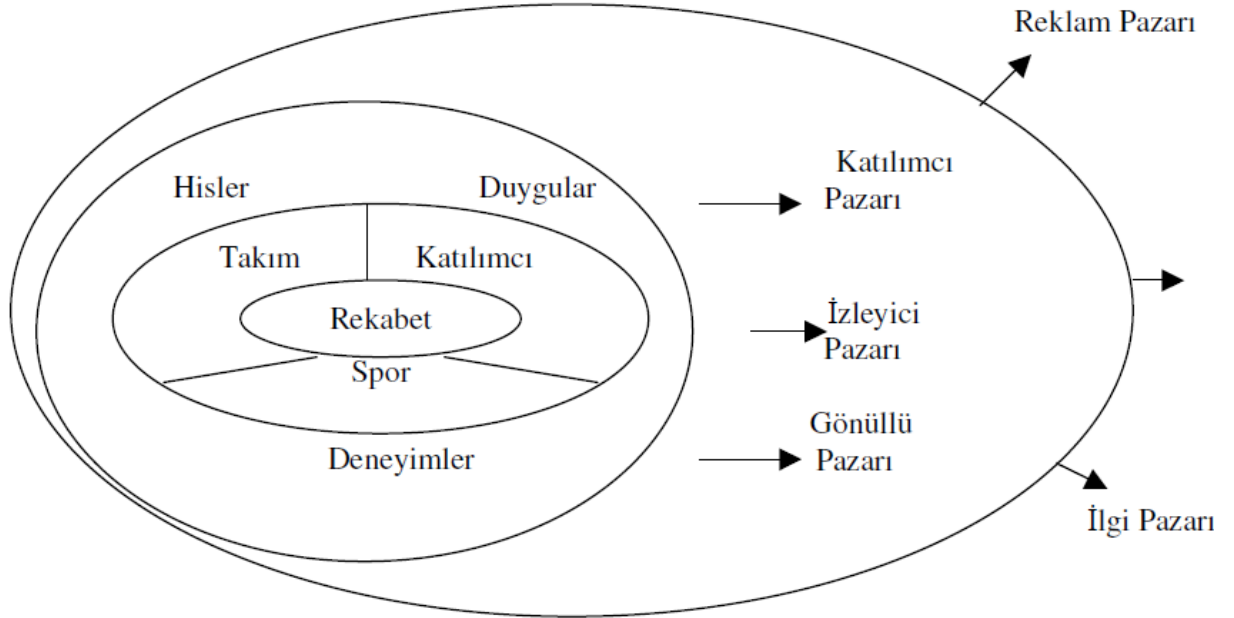 Reklam Pazarı
Katılımcı
Pazarı
Hisler
Duygular
Takım
Katılımcı
Rekabet
İzleyici
Pazarı
Spor
Gönüllü
Pazarı
Deneyimler
İlgi Pazarı